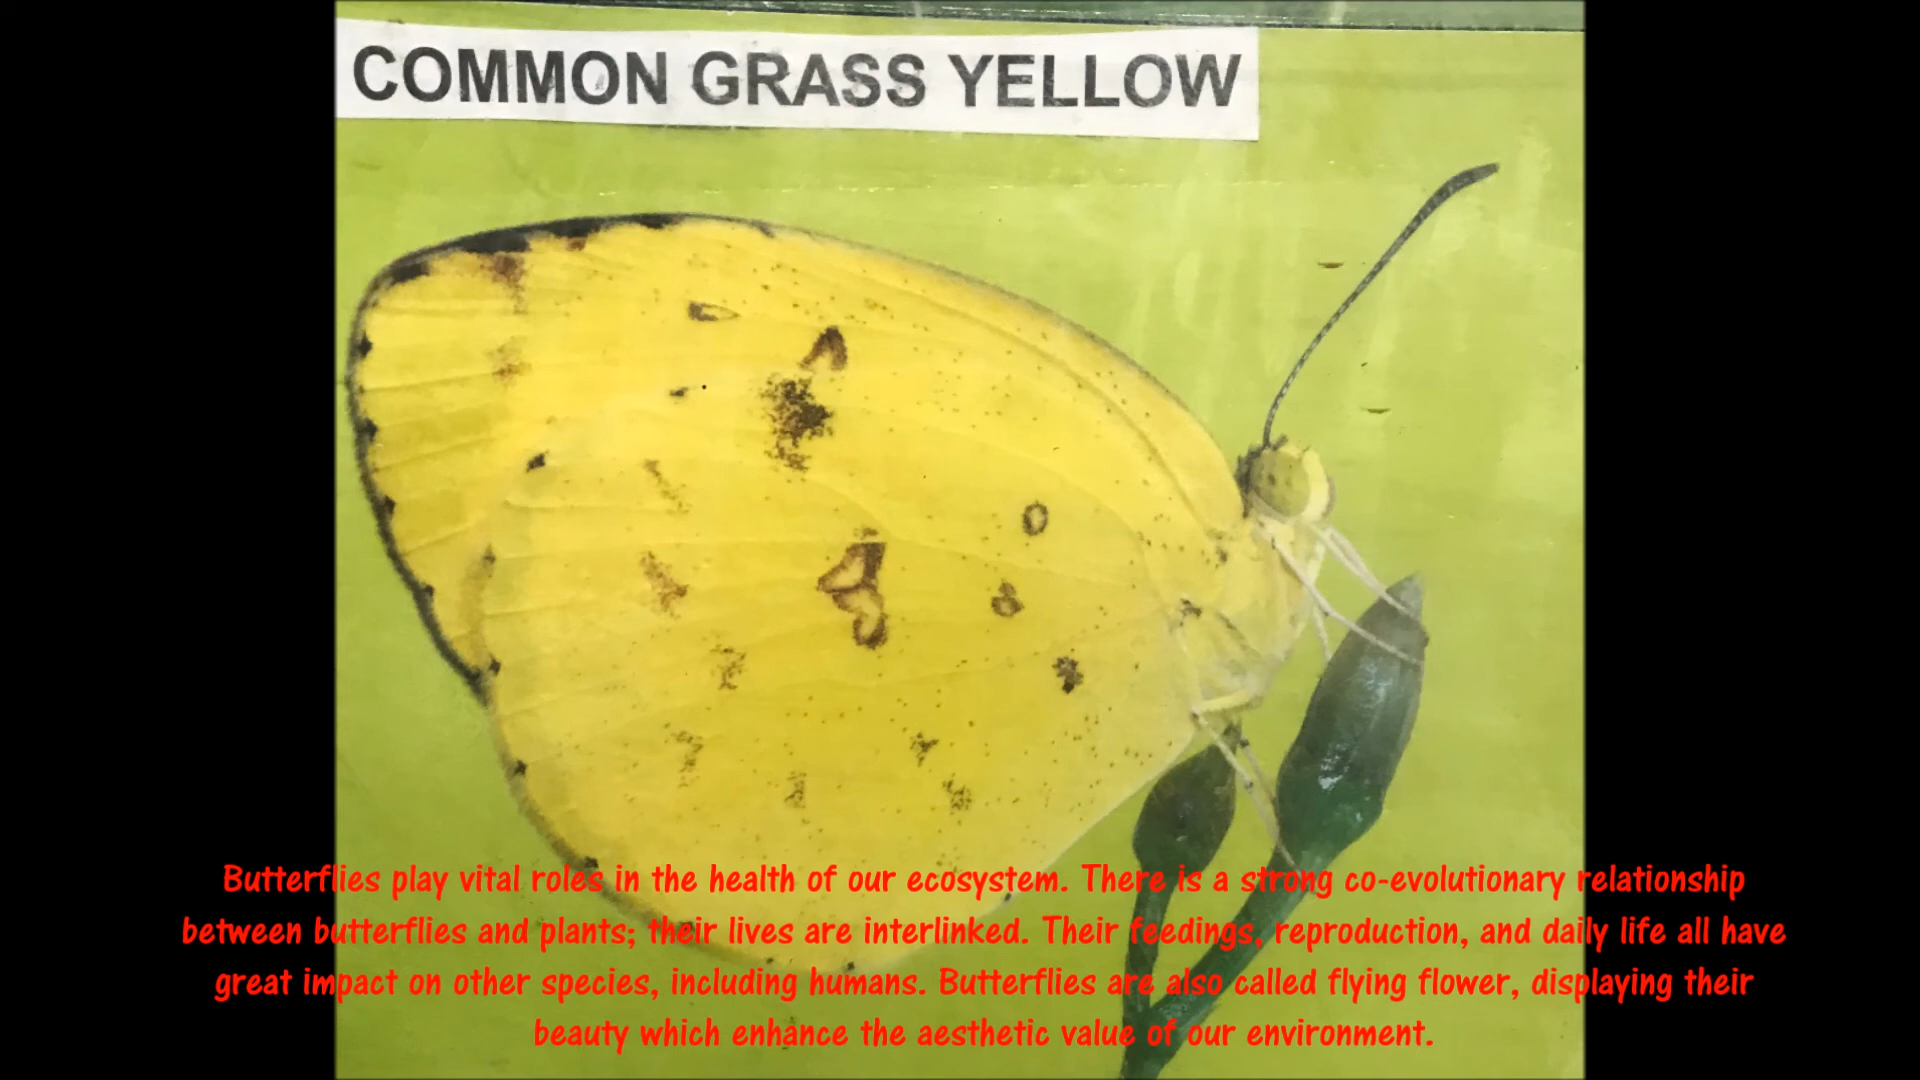 COMMON GRASS YELLOW
Butterflies play vital roles in the health of our ecosystem. There is a strong co-evolutionary relationship
between butterflies and plants; their lives are interlinked. Their feedings, reproduction, and daily life all have
great impact on other species, including humans. Butterflies are also called flying flower, displaying their
beauty which enhance the aesthetic value of our environment.